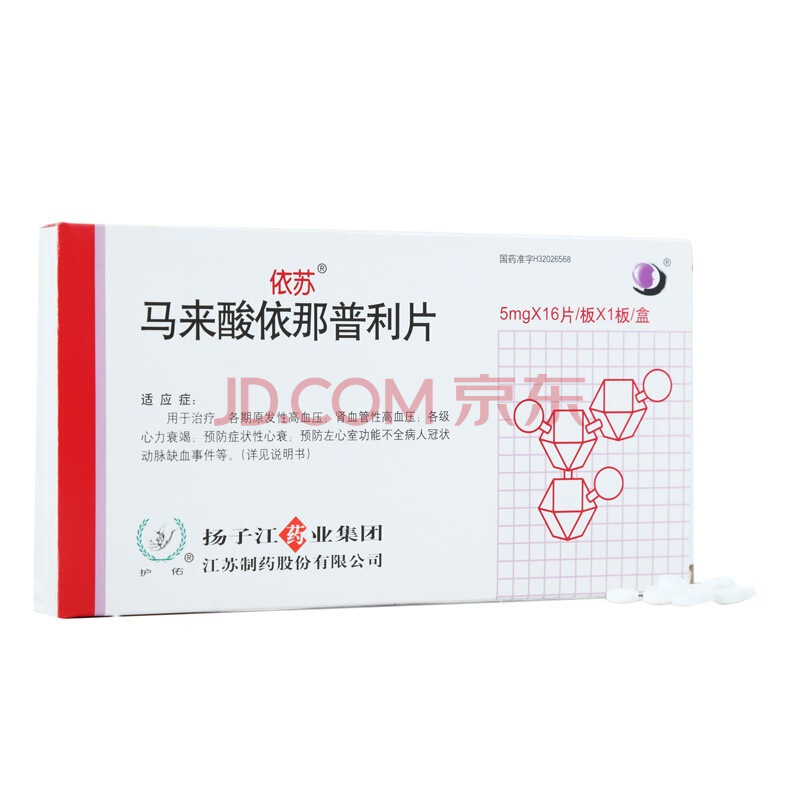 国药准字H32026568
®
依苏®
马来酸依那普利片
5mgX16片/板X1板/盒
JD.COM 京东
适应症：
用于治疗：各期原发性高血压；肾血管性高血压；各级
心力衰竭；预防症状性心衰；预防左心室功能不全病人冠状
动脉缺血事件等。（详见说明书）
扬子江药业集团
江苏制药股份有限公司
护佑®